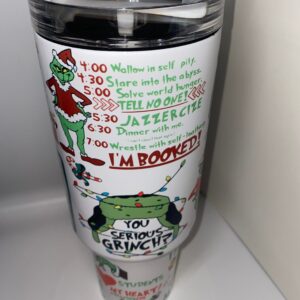 4:00 Wallow in self pity.
4:30 Stare into the abyss.
5:00 Solve world hunger.
TELL NO ONE!
5:30 JAZZERCIZE
6:30 Dinner with me.
7:00 Wrestle with self-loathing
I'M BOOKED!
YOU
SERIOUS
GRINCH?
STUDENTS
MY HEART